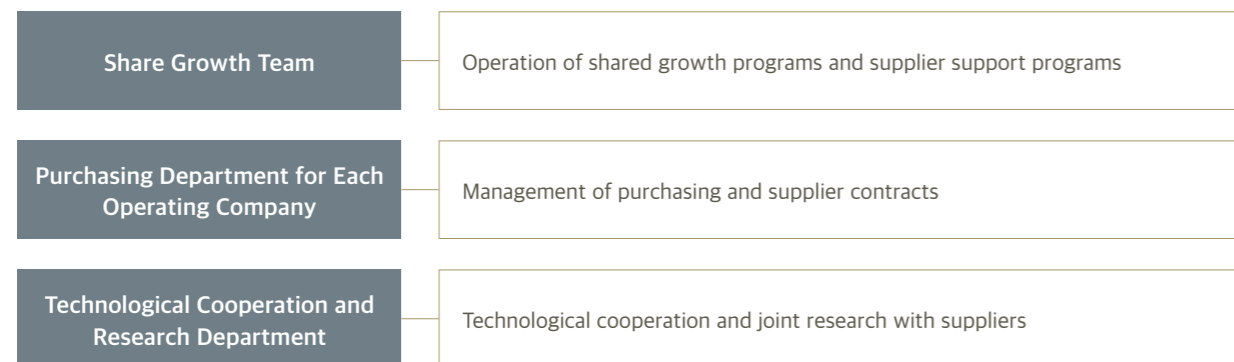 Share Growth Team
Operation of shared growth programs and supplier support programs
Purchasing Department for Each
Operating Company
Management of purchasing and supplier contracts
Technological Cooperation and
Research Department
Technological cooperation and joint research with suppliers